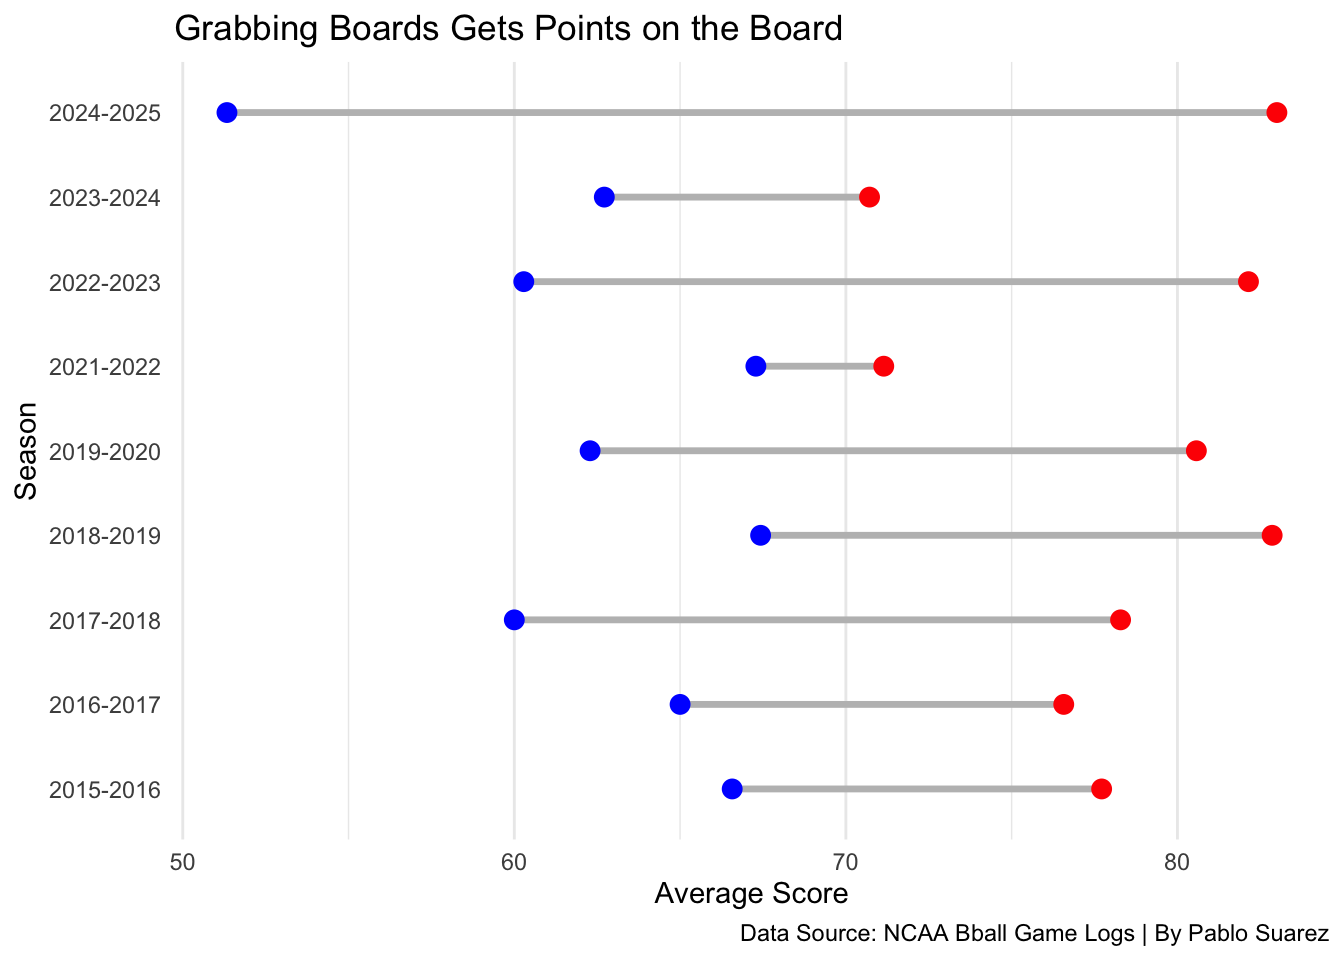 Grabbing Boards Gets Points on the Board
2024-2025
2023-2024
2022-2023
2021-2022
2019-2020
2018-2019
2017-2018
2016-2017
2015-2016
Season
50 60 70 80
Average Score
Data Source: NCAA Bball Game Logs | By Pablo Suarez